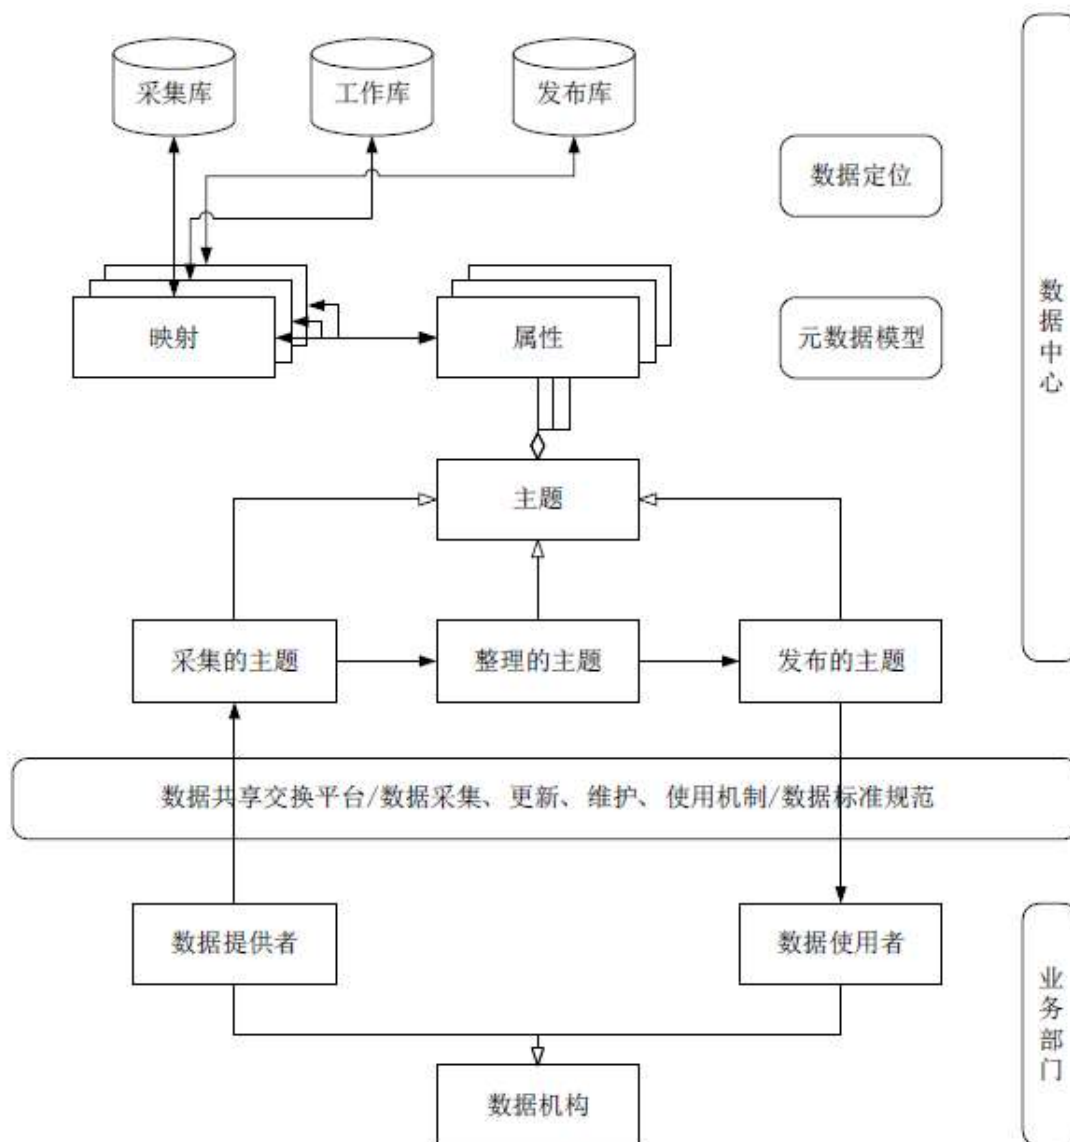 采集库
工作库
发布库
数据定位
映射
属性
元数据模型
数据中心
主题
采集的主题
整理的主题
发布的主题
数据共享交换平台/数据采集、更新、维护、使用机制/数据标准规范
数据提供者
数据使用者
业务部门
数据机构